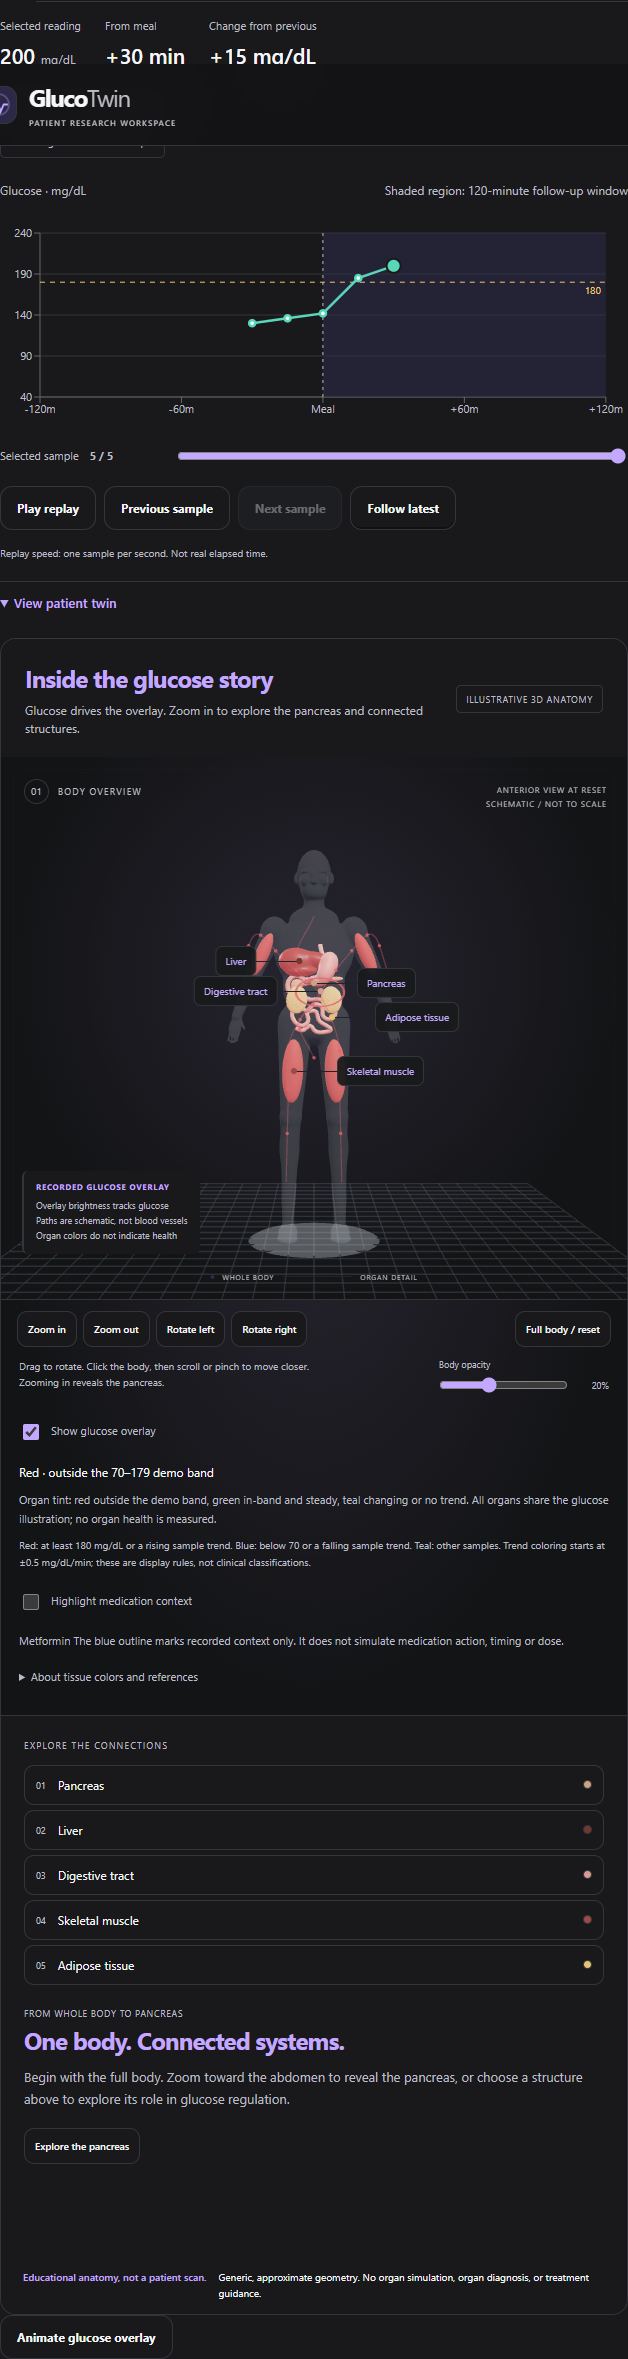 Selected reading From meal Change from previous
200 mg/dL +30 min +15 mg/dL
GlucoTwin
PATIENT RESEARCH WORKSPACE
Glucose · mg/dL Shaded region: 120-minute follow-up window
240
190
180
140
90
40
-120m -60m Meal +60m +120m
Selected sample 5 / 5
Play replay Previous sample Next sample Follow latest
Replay speed: one sample per second. Not real elapsed time.
▼ View patient twin
Inside the glucose story
Glucose drives the overlay. Zoom in to explore the pancreas and connected
structures.
ILLUSTRATIVE 3D ANATOMY
01 BODY OVERVIEW
ANTERIOR VIEW AT RESET
SCHEMATIC / NOT TO SCALE
Liver
Digestive tract
Pancreas
Adipose tissue
Skeletal muscle
RECORDED GLUCOSE OVERLAY
Overlay brightness tracks glucose
Paths are schematic, not blood vessels
Organ colors do not indicate health
WHOLE BODY ORGAN DETAIL
Zoom in Zoom out Rotate left Rotate right Full body / reset
Drag to rotate. Click the body, then scroll or pinch to move closer.
Zooming in reveals the pancreas.
Body opacity
20%
Show glucose overlay
Red · outside the 70–179 demo band
Organ tint: red outside the demo band, green in-band and steady, teal changing or no trend. All organs share the glucose
illustration; no organ health is measured.
Red: at least 180 mg/dL or a rising sample trend. Blue: below 70 or a falling sample trend. Teal: other samples. Trend coloring starts at
±0.5 mg/dL/min; these are display rules, not clinical classifications.
Highlight medication context
Metformin The blue outline marks recorded context only. It does not simulate medication action, timing or dose.
▶ About tissue colors and references
EXPLORE THE CONNECTIONS
01 Pancreas
02 Liver
03 Digestive tract
04 Skeletal muscle
05 Adipose tissue
FROM WHOLE BODY TO PANCREAS
One body. Connected systems.
Begin with the full body. Zoom toward the abdomen to reveal the pancreas, or choose a structure
above to explore its role in glucose regulation.
Explore the pancreas
Educational anatomy, not a patient scan. Generic, approximate geometry. No organ simulation, organ diagnosis, or treatment
guidance.
Animate glucose overlay